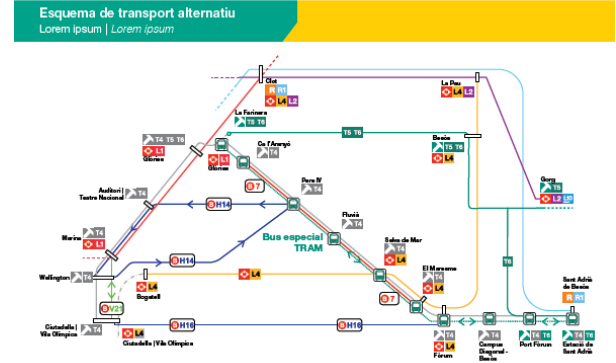 Esquema de transport alternatiu
Lorem ipsum | Lorem ipsum
Clot
R R1
L4 L2
La Pau
L4 L2
La Farinera
T5 T6
T4 T5 T6
L1
Glòries
L1
Glòries
Ca l'Aranyó
T4
T5 T6
Besòs
T5 T6
L4
Gorg
T5
L2 L10
B 7
Pere IV
T4
Auditori |
Teatre Nacional
T4
B H14
Marina
T4
L1
Fluvià
T4
Bus especial
TRAM
Selva de Mar
T4
L4
B H14
T6
Wellington
T4
L4
Bogatell
L4
El Maresme
T4
L4
Sant Adrià
de Besòs
R R1
B 7
B V21
Ciutadella |
Vila Olímpica
T4
L4
Ciutadella | Vila Olímpica
B H16
B H16
T4
L4
Fòrum
T4
Campus
Diagonal -
Besòs
T4 T6
Port Fòrum
T4 T6
Estació de
Sant Adrià